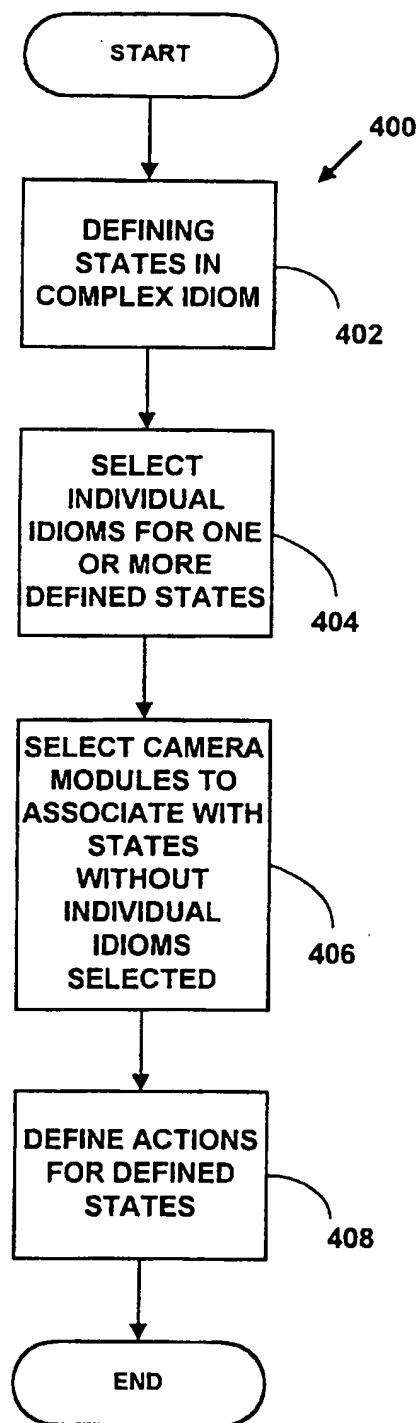 START
400
DEFINING
STATES IN
COMPLEX IDIOM
402
SELECT
INDIVIDUAL
IDIOMS FOR ONE
OR MORE
DEFINED STATES
404
SELECT CAMERA
MODULES TO
ASSOCIATE WITH
STATES
WITHOUT
INDIVIDUAL
IDIOMS
SELECTED
406
DEFINE ACTIONS
FOR DEFINED
STATES
408
END